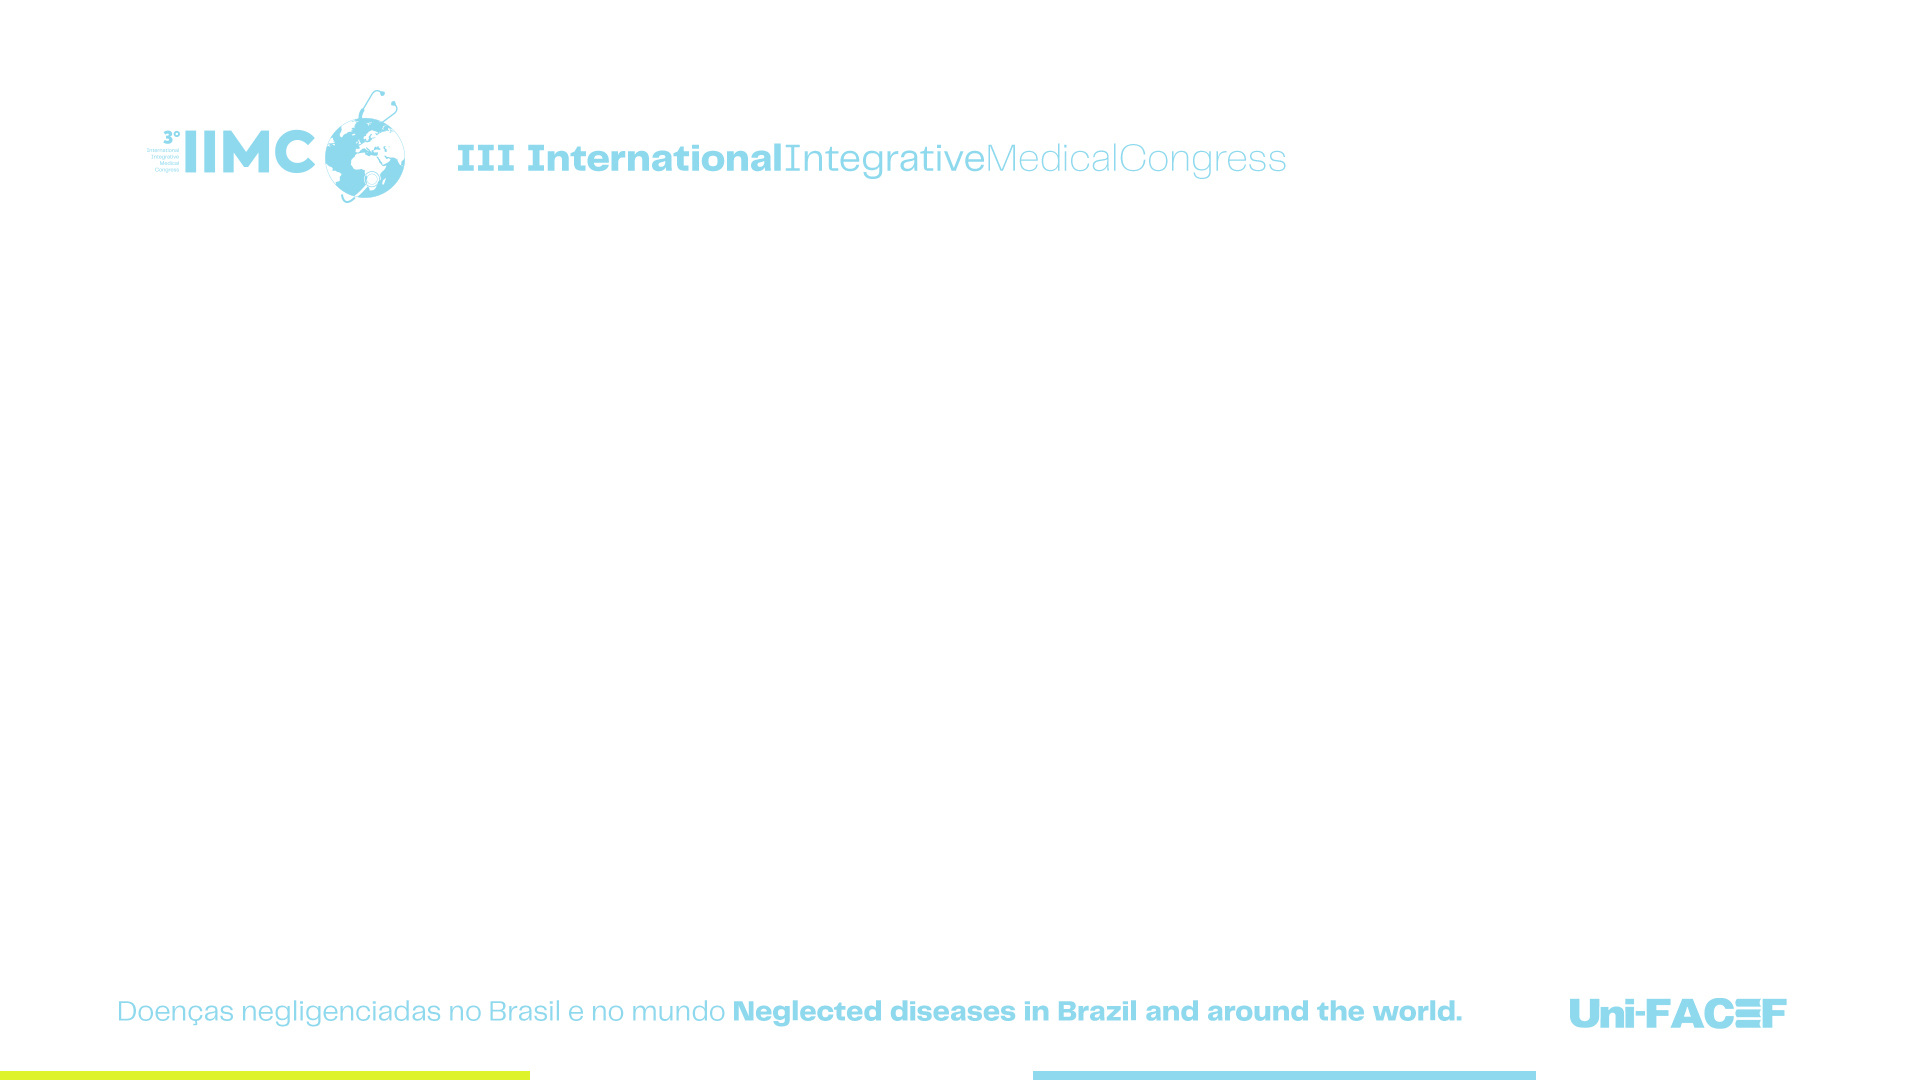 3º
International
Integrative
Medical
Congress
IIMC
III InternationalIntegrativeMedicalCongress
Doenças negligenciadas no Brasil e no mundo Neglected diseases in Brazil and around the world.
Uni-FACEF